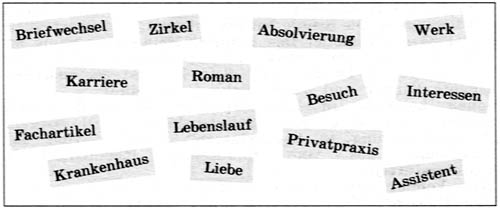 Briefwechsel
Zirkel
Absolvierung
Werk
Karriere
Roman
Besuch
Interessen
Fachartikel
Lebenslauf
Privatpraxis
Krankenhaus
Liebe
Assistent